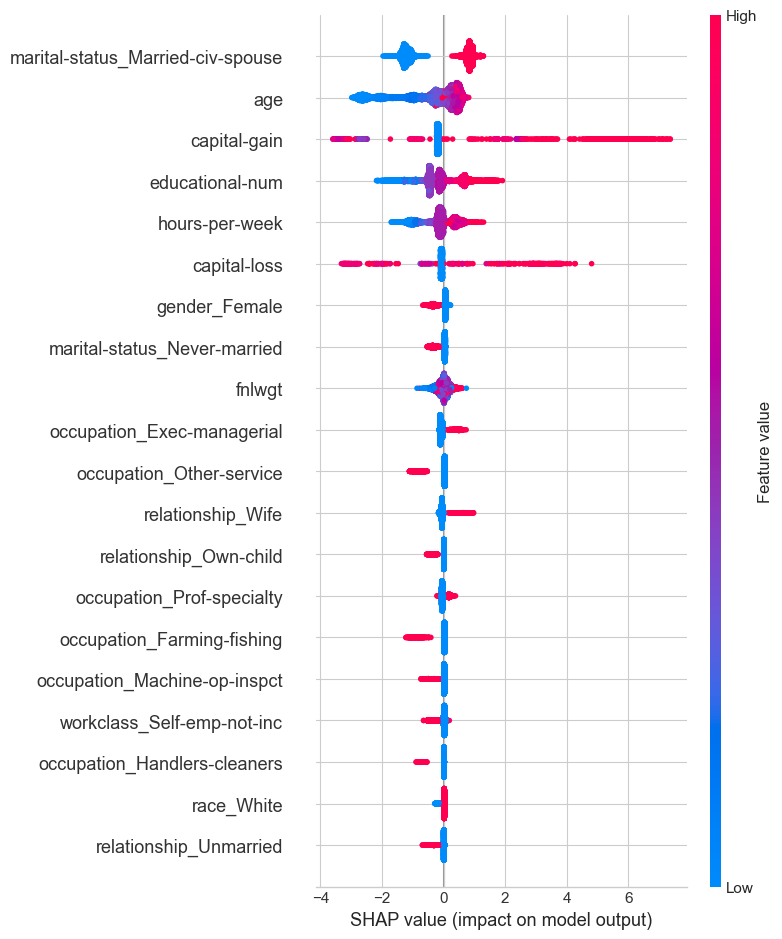 High
marital-status_Married-civ-spouse
age
capital-gain
educational-num
hours-per-week
capital-loss
gender_Female
marital-status_Never-married
fnlwgt
occupation_Exec-managerial
occupation_Other-service
relationship_Wife
relationship_Own-child
occupation_Prof-specialty
occupation_Farming-fishing
occupation_Machine-op-inspct
workclass_Self-emp-not-inc
occupation_Handlers-cleaners
race_White
relationship_Unmarried
Feature value
Low
−4 −2 0 2 4 6
SHAP value (impact on model output)